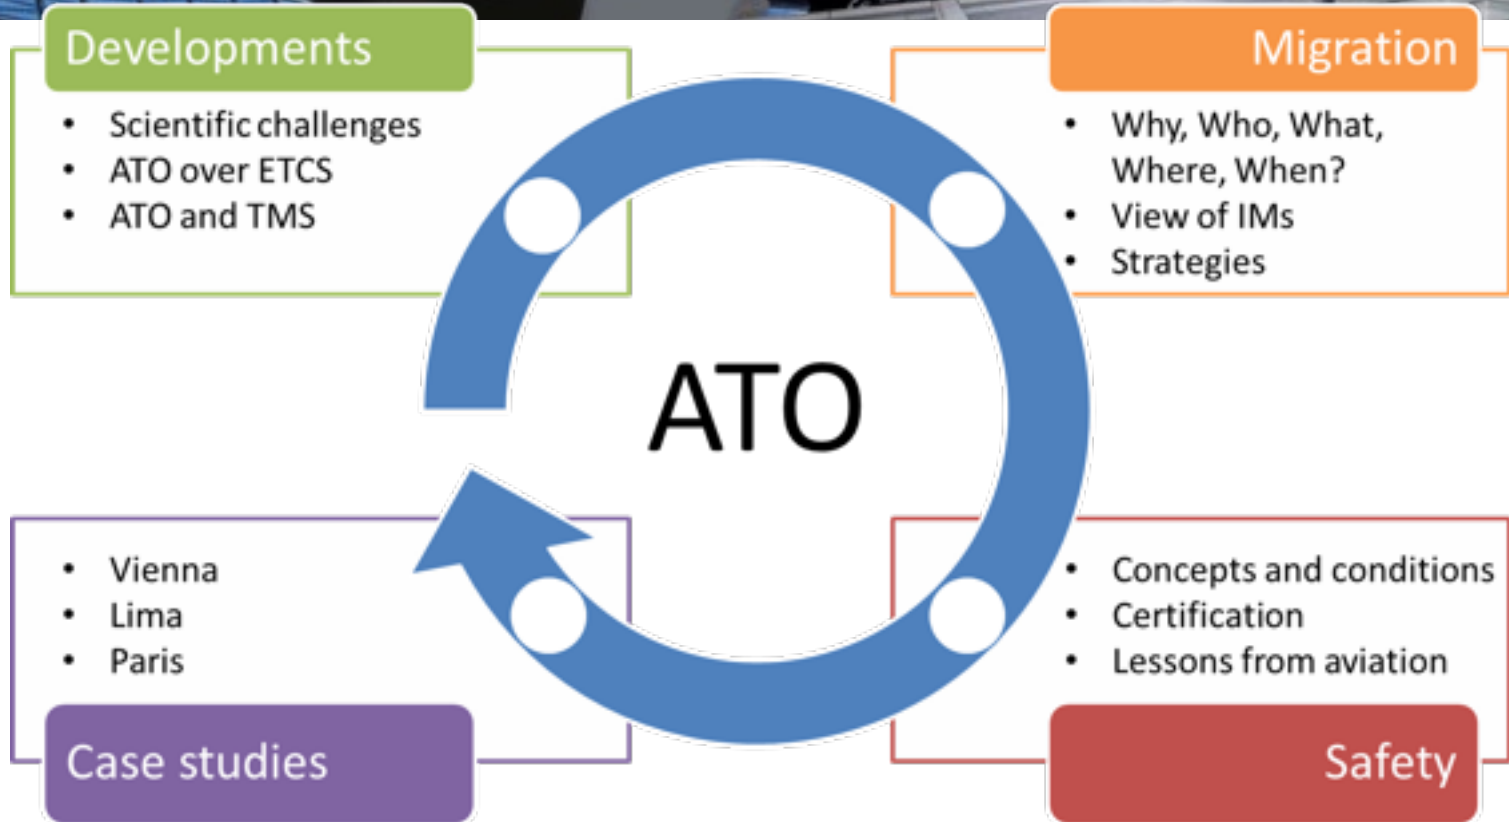 Developments
• Scientific challenges
• ATO over ETCS
• ATO and TMS
Migration
• Why, Who, What,
Where, When?
• View of IMs
• Strategies
ATO
• Vienna
• Lima
• Paris
Case studies
• Concepts and conditions
• Certification
• Lessons from aviation
Safety